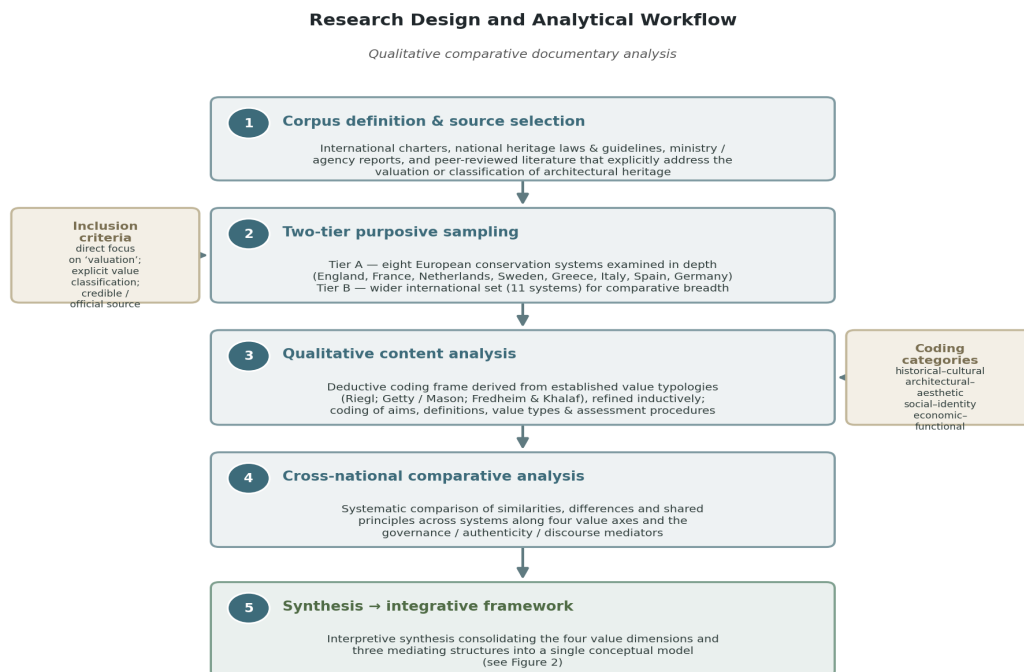 Research Design and Analytical Workflow
Qualitative comparative documentary analysis
1
Corpus definition & source selection
International charters, national heritage laws & guidelines, ministry /
agency reports, and peer-reviewed literature that explicitly address the
valuation or classification of architectural heritage
Inclusion
criteria
direct focus
on ‘valuation’;
explicit value
classification;
credible /
official source
2
Two-tier purposive sampling
Tier A — eight European conservation systems examined in depth
(England, France, Netherlands, Sweden, Greece, Italy, Spain, Germany)
Tier B — wider international set (11 systems) for comparative breadth
3
Qualitative content analysis
Deductive coding frame derived from established value typologies
(Riegl; Getty / Mason; Fredheim & Khalaf), refined inductively;
coding of aims, definitions, value types & assessment procedures
Coding
categories
historical–cultural
architectural–
aesthetic
social–identity
economic–
functional
4
Cross-national comparative analysis
Systematic comparison of similarities, differences and shared
principles across systems along four value axes and the
governance / authenticity / discourse mediators
5
Synthesis → integrative framework
Interpretive synthesis consolidating the four value dimensions and
three mediating structures into a single conceptual model
(see Figure 2)